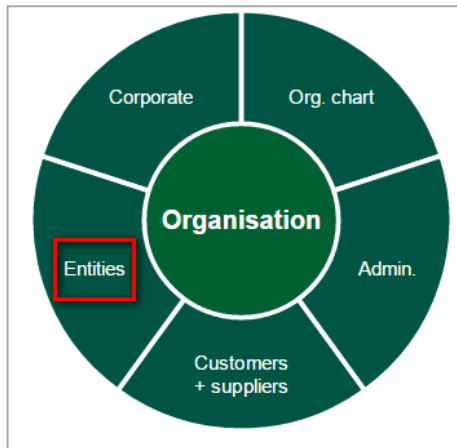 Corporate
Org. chart
Organisation
Entities
Admin.
Customers
+ suppliers